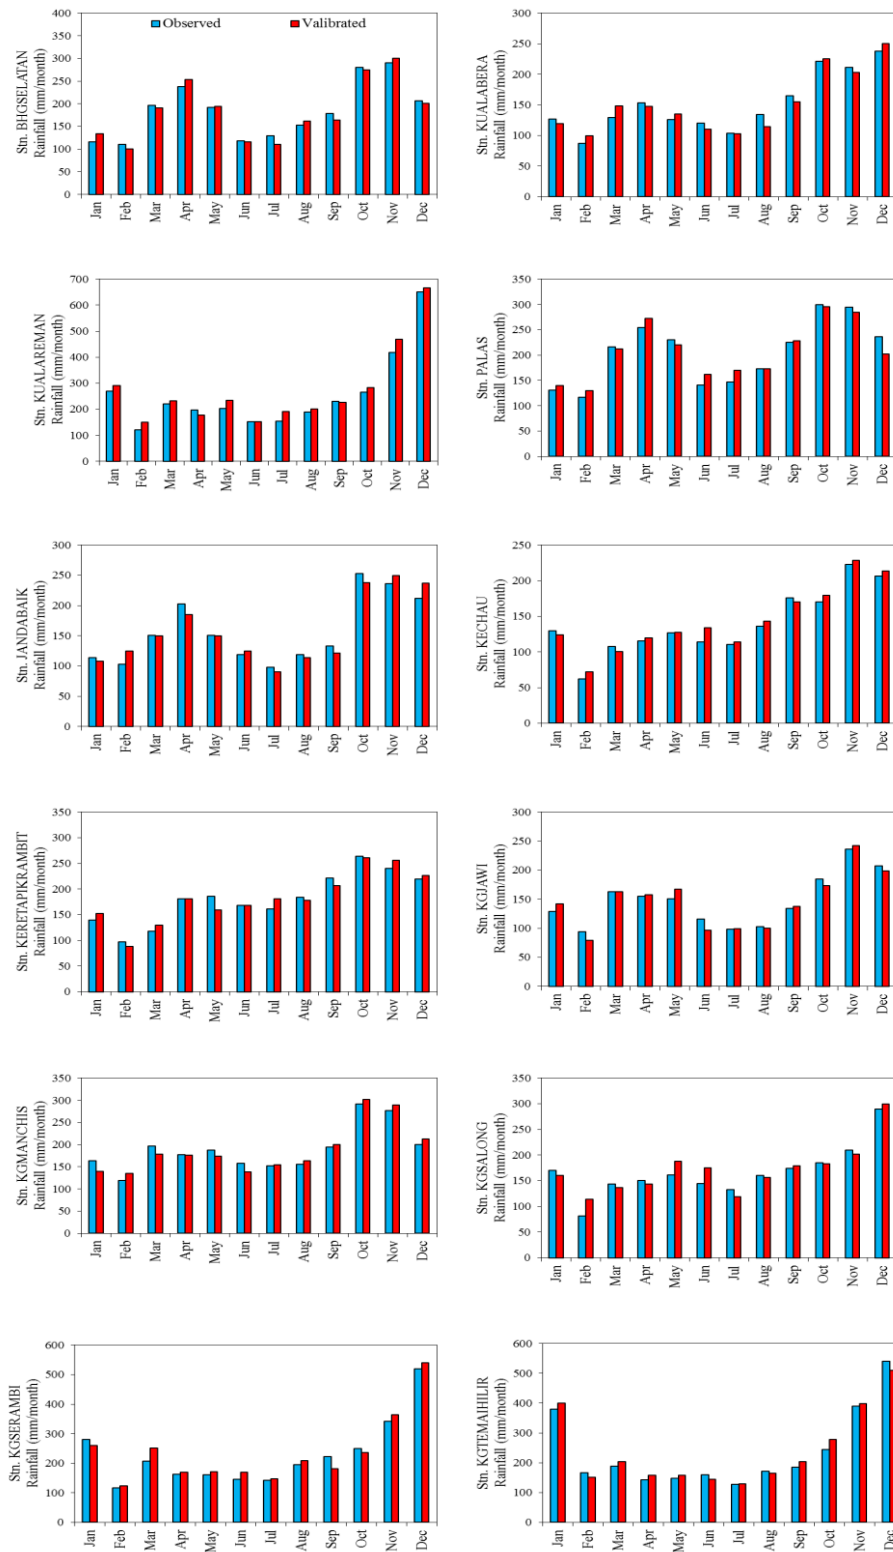 Observed
Valibrated
Stn. BHGSELATAN
Rainfall (mm/month)
400
350
300
250
200
150
100
50
0
Jan Feb Mar Apr May Jun Jul Aug Sep Oct Nov Dec
Stn. KUALABERA
Rainfall (mm/month)
300
250
200
150
100
50
0
Jan Feb Mar Apr May Jun Jul Aug Sep Oct Nov Dec
Stn. KUALAREMAN
Rainfall (mm/month)
700
600
500
400
300
200
100
0
Jan Feb Mar Apr May Jun Jul Aug Sep Oct Nov Dec
Stn. PALAS
Rainfall (mm/month)
350
300
250
200
150
100
50
0
Jan Feb Mar Apr May Jun Jul Aug Sep Oct Nov Dec
Stn. JANDABAIK
Rainfall (mm/month)
300
250
200
150
100
50
0
Jan Feb Mar Apr May Jun Jul Aug Sep Oct Nov Dec
Stn. KECHAU
Rainfall (mm/month)
250
200
150
100
50
0
Jan Feb Mar Apr May Jun Jul Aug Sep Oct Nov Dec
Stn. KERETAPIKRAMBIT
Rainfall (mm/month)
350
300
250
200
150
100
50
0
Jan Feb Mar Apr May Jun Jul Aug Sep Oct Nov Dec
Stn. KGJAWI
Rainfall (mm/month)
300
250
200
150
100
50
0
Jan Feb Mar Apr May Jun Jul Aug Sep Oct Nov Dec
Stn. KGMANCHIS
Rainfall (mm/month)
350
300
250
200
150
100
50
0
Jan Feb Mar Apr May Jun Jul Aug Sep Oct Nov Dec
Stn. KGSALONG
Rainfall (mm/month)
350
300
250
200
150
100
50
0
Jan Feb Mar Apr May Jun Jul Aug Sep Oct Nov Dec
Stn. KGSERAMBI
Rainfall (mm/month)
600
500
400
300
200
100
0
Jan Feb Mar Apr May Jun Jul Aug Sep Oct Nov Dec
Stn. KGTEMAIHILIR
Rainfall (mm/month)
600
500
400
300
200
100
0
Jan Feb Mar Apr May Jun Jul Aug Sep Oct Nov Dec